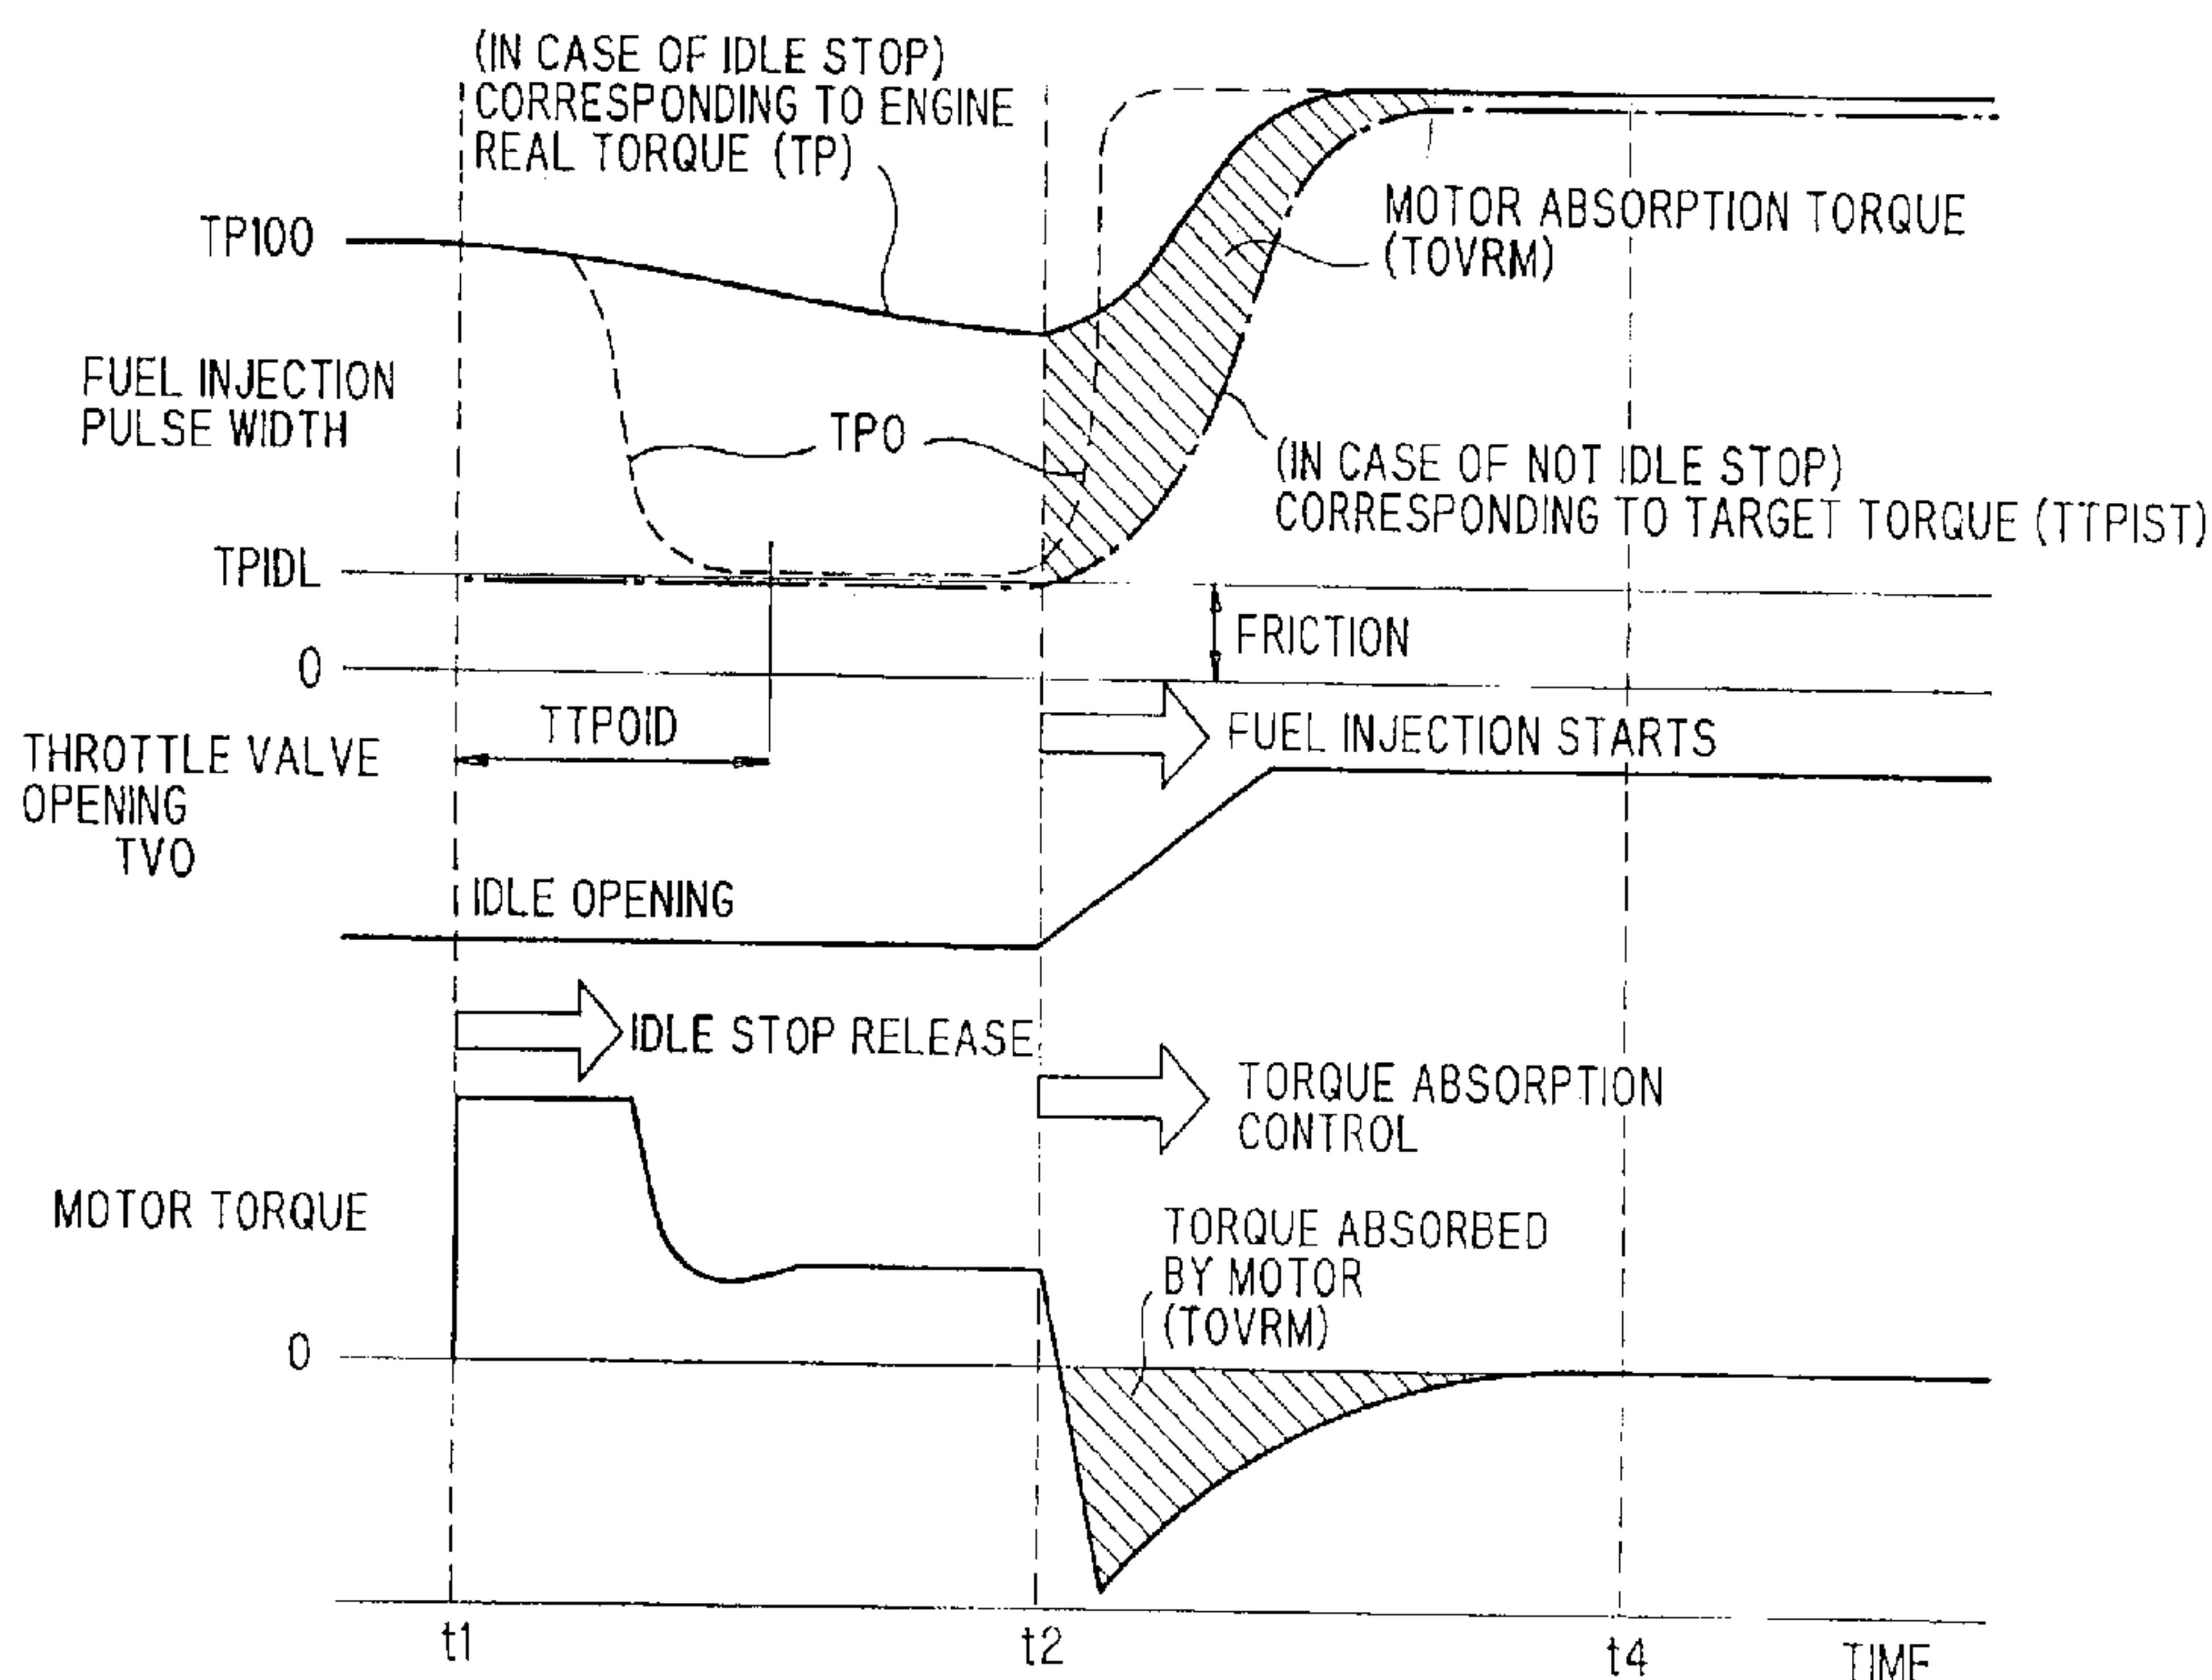 (IN CASE OF IDLE STOP)
CORRESPONDING TO ENGINE
REAL TORQUE (TP)
TP100
MOTOR ABSORPTION TORQUE
(TOVRM)
FUEL INJECTION
PULSE WIDTH
TP0
(IN CASE OF NOT IDLE STOP)
CORRESPONDING TO TARGET TORQUE (TTPIST)
TPIDL
FRICTION
0
TTPOID
FUEL INJECTION STARTS
THROTTLE VALVE
OPENING
TVO
IDLE OPENING
IDLE STOP RELEASE
TORQUE ABSORPTION
CONTROL
MOTOR TORQUE
TORQUE ABSORBED
BY MOTOR
(TOVRM)
0
t1
t2
t4
TIME